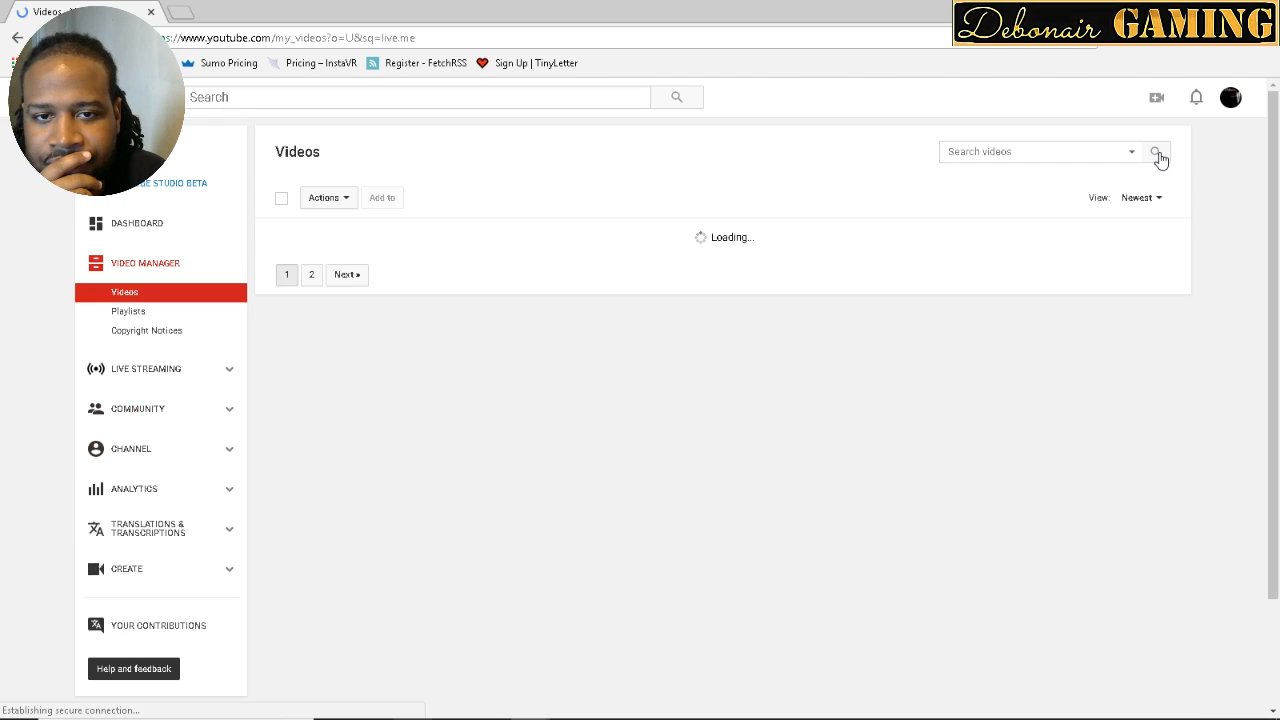 Videos
Debonair GAMING
www.youtube.com/my_videos?o=U&sq=hre.me
Sumo Pricing
Pricing – InstaVR
Register - FetchRSS
Sign Up | TinyLetter
Search
Videos
Search videos
STUDIO BETA
Actions
Add to
View: Newest
DASHBOARD
Loading...
VIDEO MANAGER
1 2 Next »
Videos
Playlists
Copyright Notices
LIVE STREAMING
COMMUNITY
CHANNEL
ANALYTICS
TRANSLATIONS &
TRANSCRIPTIONS
CREATE
YOUR CONTRIBUTIONS
Help and feedback
Establishing secure connection...